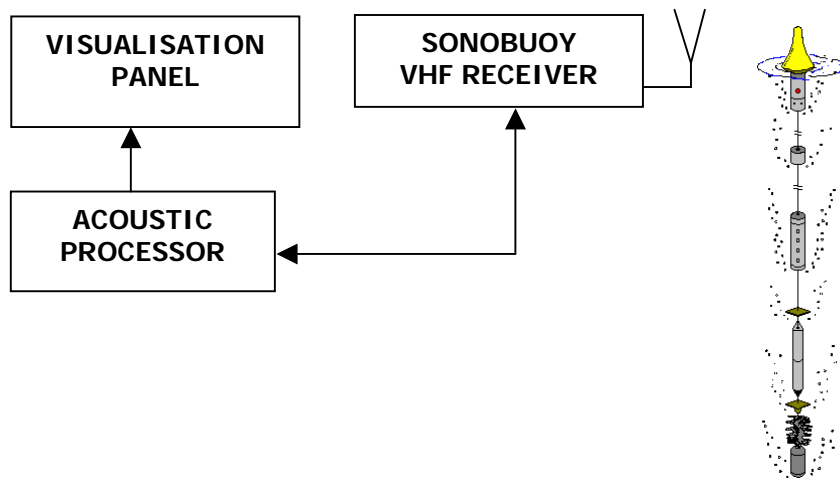 VISUALISATION
PANEL
SONOBUOY
VHF RECEIVER
ACOUSTIC
PROCESSOR